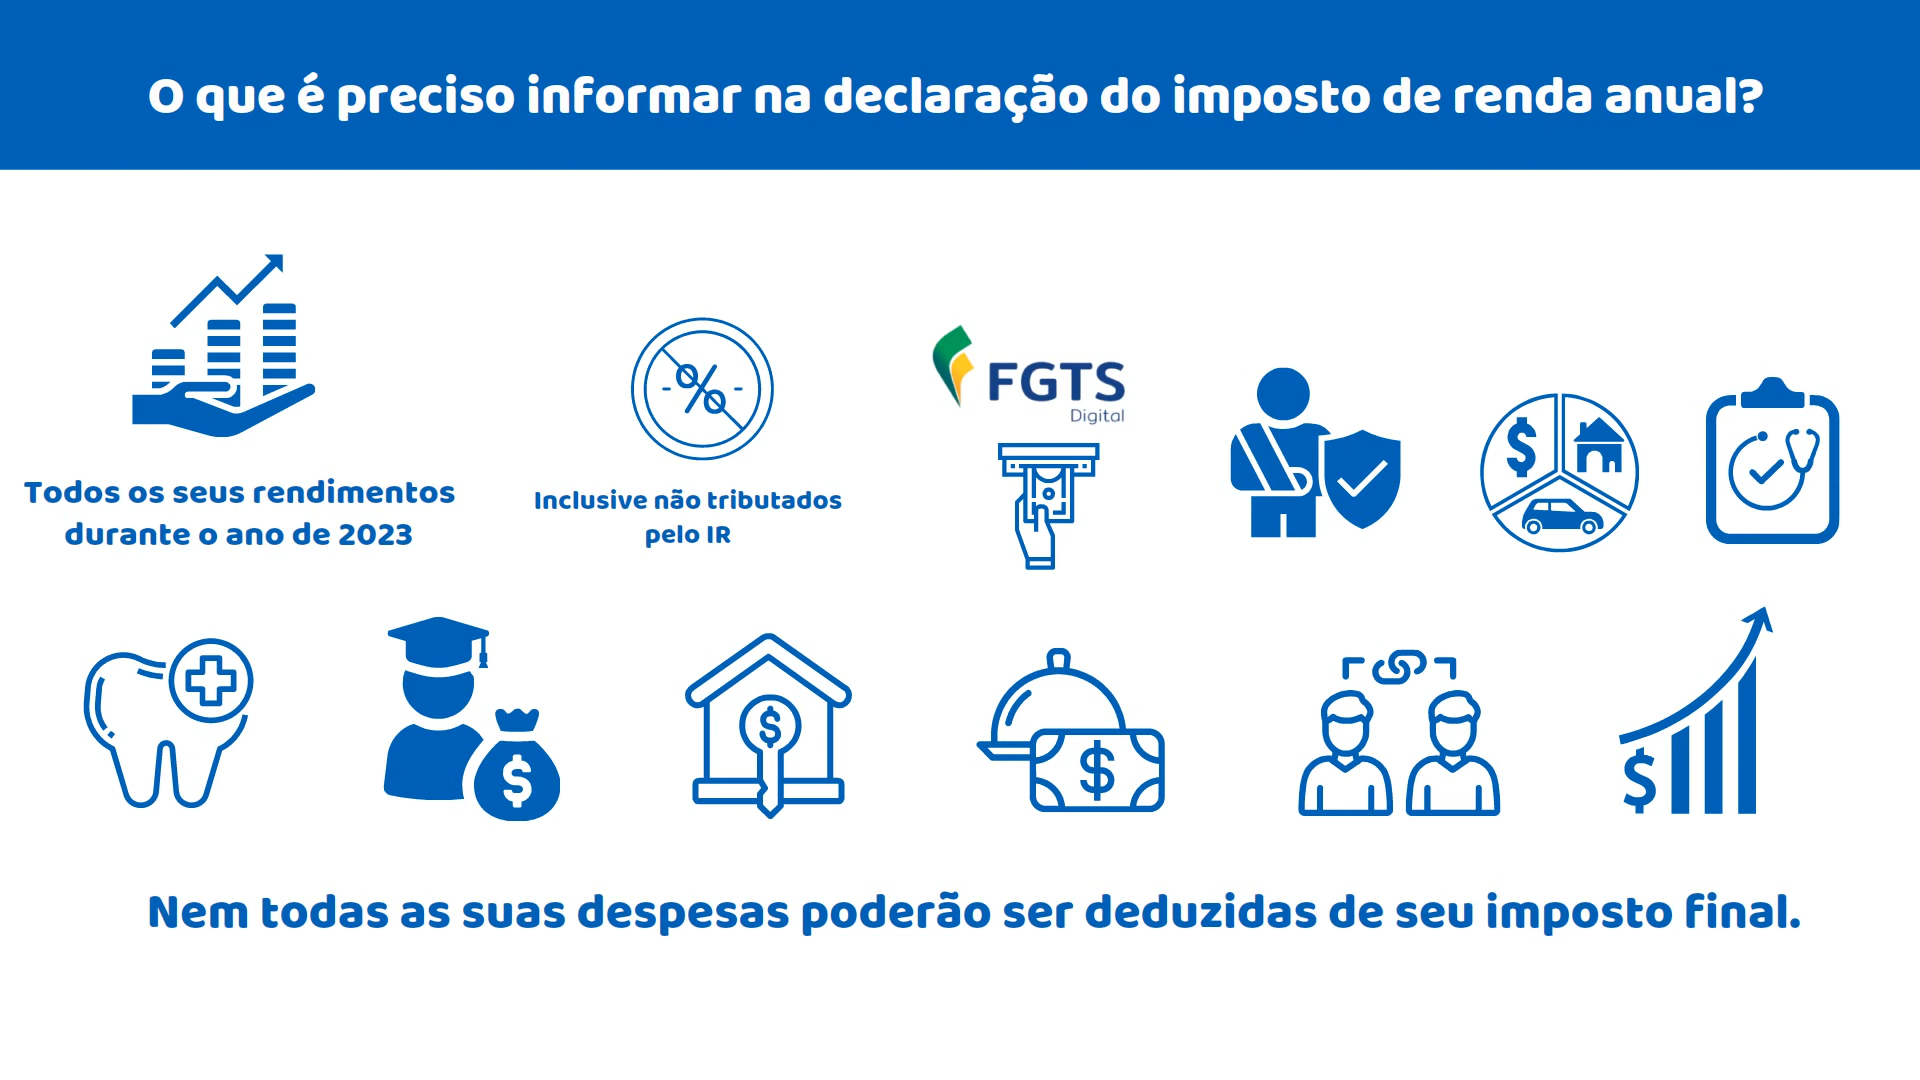 O que é preciso informar na declaração do imposto de renda anual?
Todos os seus rendimentos
durante o ano de 2023
Inclusive não tributados
pelo IR
FGTS
Digital
Nem todas as suas despesas poderão ser deduzidas de seu imposto final.